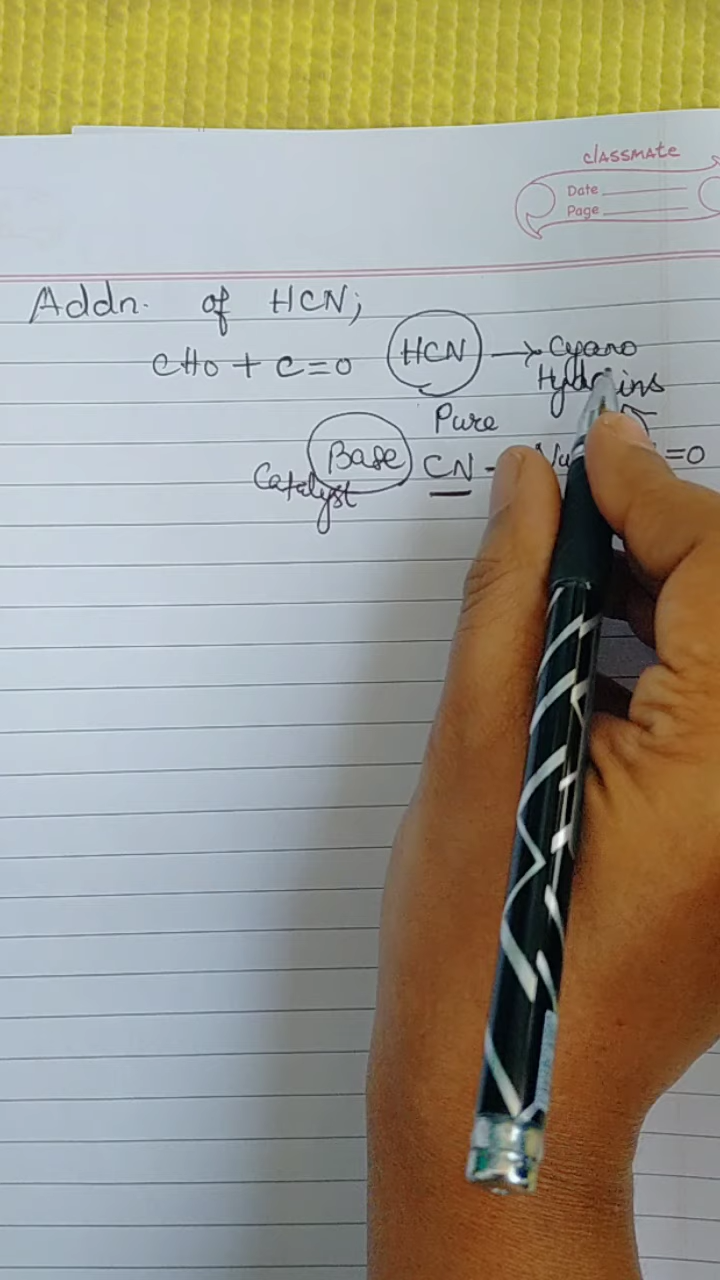 classmate
Date
Page
Addn. of HCN;
CHO + C=O HCN → Cyano
Pure
Base CN - =O
Catalyst